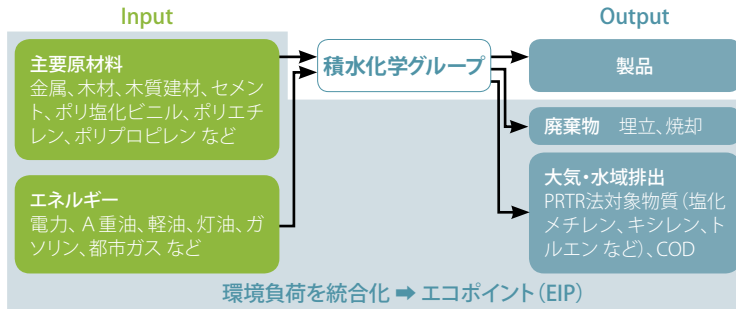 Input
Output
主要原材料
金属、木材、木質建材、セメン
ト、ポリ塩化ビニル、ポリエチ
レン、ポリプロピレン など
エネルギー
電力、A重油、軽油、灯油、ガ
ソリン、都市ガス など
積水化学グループ
製品
廃棄物 埋立、焼却
大気・水域排出
PRTR法対象物質（塩化
メチレン、キシレン、ト
ルエン など）、COD
環境負荷を統合化 ➡ エコポイント（EIP）